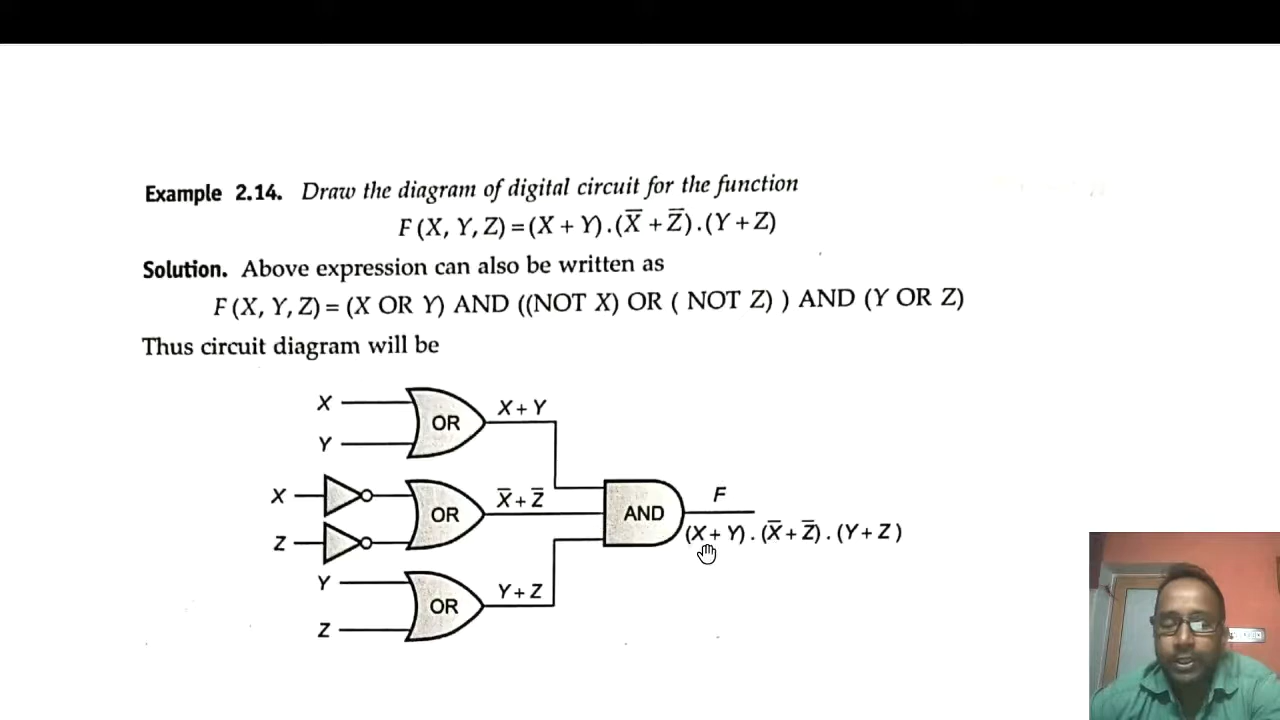 Example 2.14. Draw the diagram of digital circuit for the function
F (X, Y, Z) = (X + Y) . (X̅ + Z̅) . (Y + Z)
Solution. Above expression can also be written as
F (X, Y, Z) = (X OR Y) AND ((NOT X) OR ( NOT Z) ) AND (Y OR Z)
Thus circuit diagram will be
X
OR
X + Y
Y
X
OR
X̅ + Z̅
Z
AND
F
(X + Y) . (X̅ + Z̅) . (Y + Z )
Y
OR
Y + Z
Z